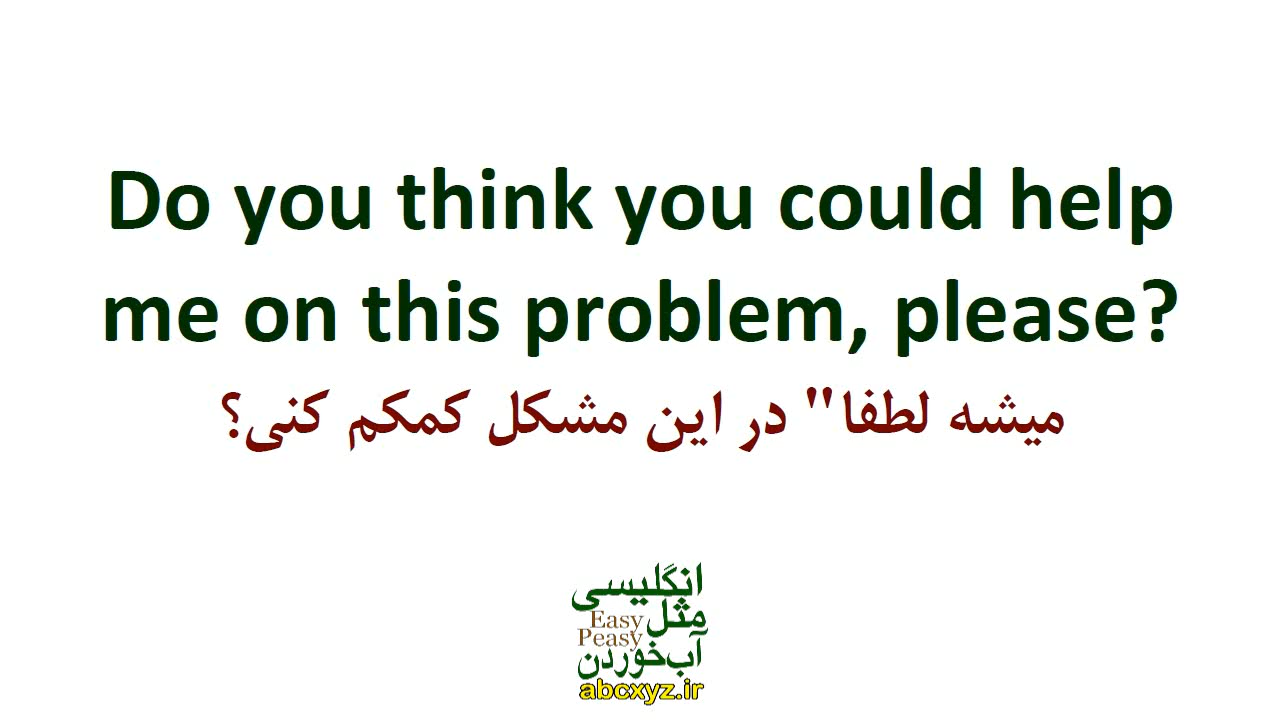 Do you think you could help
me on this problem, please?
میشه لطفا" در این مشکل کمکم کنی؟
انگلیسی
مثل
Easy
Peasy
آب‌خوردن
abcxyz.ir